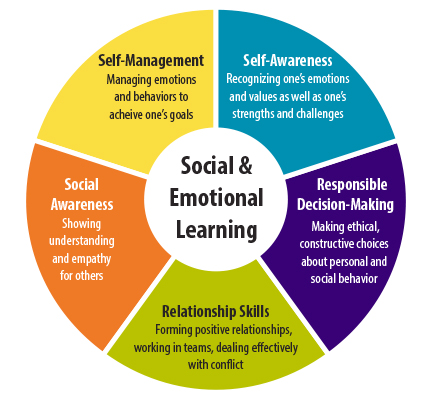 Self-Management
Managing emotions
and behaviors to
acheive one's goals
Self-Awareness
Recognizing one's emotions
and values as well as one's
strengths and challenges
Social &
Emotional
Learning
Social
Awareness
Showing
understanding
and empathy
for others
Responsible
Decision-Making
Making ethical,
constructive choices
about personal and
social behavior
Relationship Skills
Forming positive relationships,
working in teams, dealing effectively
with conflict